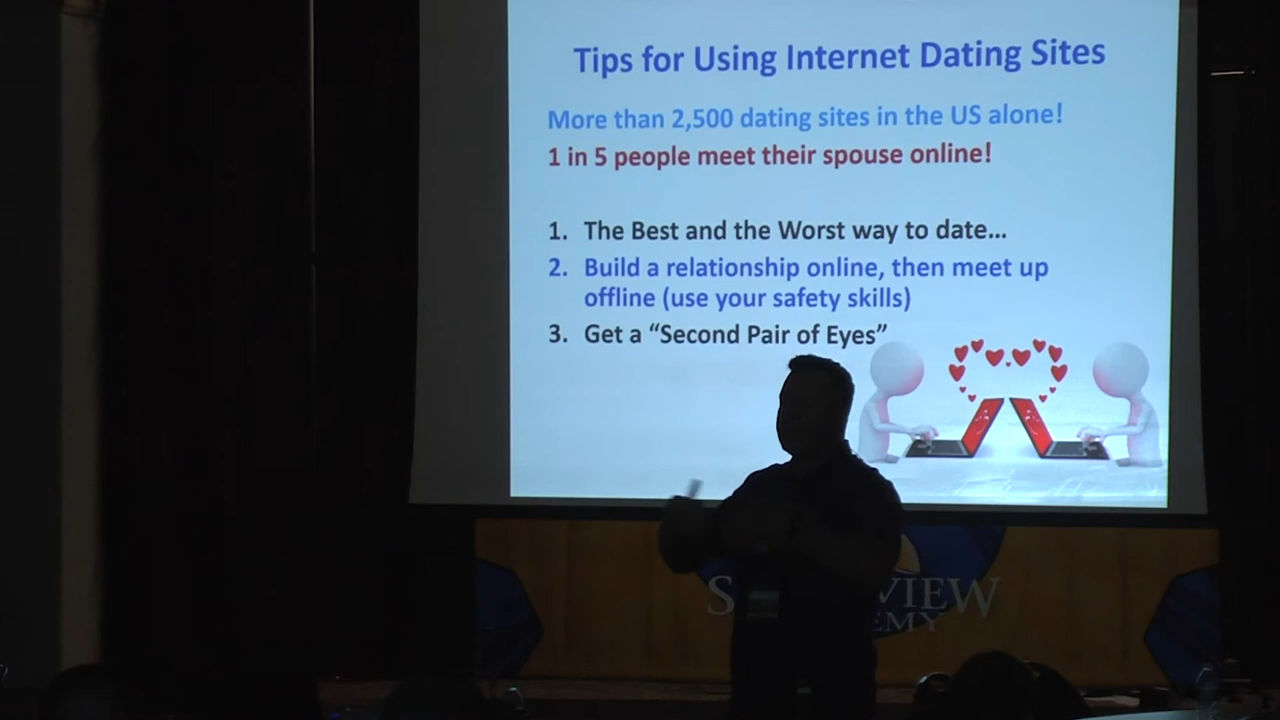 Tips for Using Internet Dating Sites
More than 2,500 dating sites in the US alone!
1 in 5 people meet their spouse online!
1. The Best and the Worst way to date...
2. Build a relationship online, then meet up
offline (use your safety skills)
3. Get a “Second Pair of Eyes”